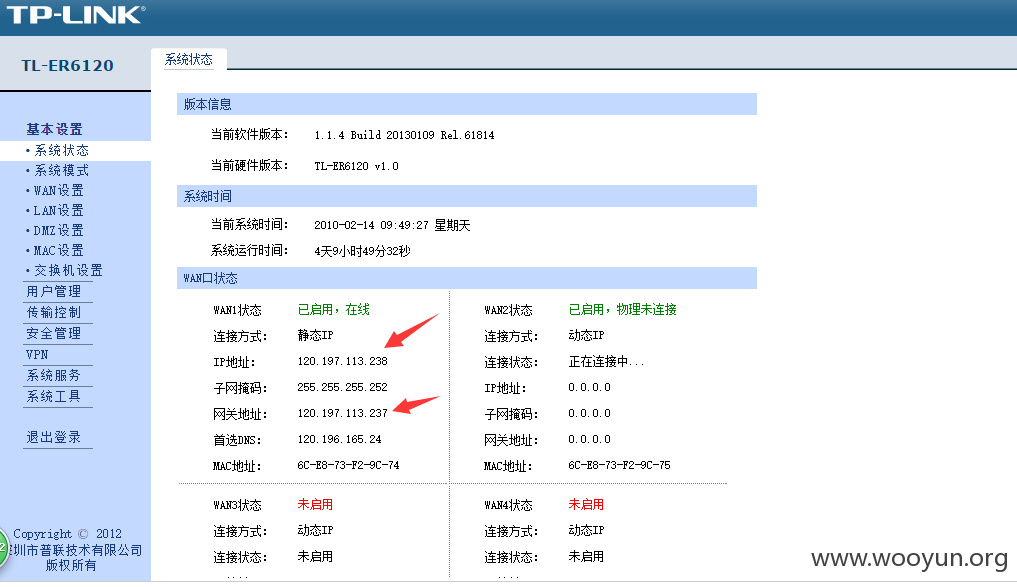 TP-LINK®
TL-ER6120
系统状态
基本设置
•系统状态
•系统模式
•WAN设置
•LAN设置
•DMZ设置
•MAC设置
•交换机设置
用户管理
传输控制
安全管理
VPN
系统服务
系统工具
退出登录
Copyright © 2012
圳市普联技术有限公司
版权所有
2
版本信息
当前软件版本： 1.1.4 Build 20130109 Rel.61814
当前硬件版本： TL-ER6120 v1.0
系统时间
当前系统时间： 2010-02-14 09:49:27 星期天
系统运行时间： 4天9小时49分32秒
WAN口状态
WAN1状态 已启用，在线
连接方式： 静态IP
IP地址： 120.197.113.238
子网掩码： 255.255.255.252
网关地址： 120.197.113.237
首选DNS： 120.196.165.24
MAC地址： 6C-E8-73-F2-9C-74
WAN2状态 已启用，物理未连接
连接方式： 动态IP
连接状态： 正在连接中...
IP地址： 0.0.0.0
子网掩码： 0.0.0.0
网关地址： 0.0.0.0
MAC地址： 6C-E8-73-F2-9C-75
WAN3状态 未启用
连接方式： 动态IP
连接状态： 未启用
WAN4状态 未启用
连接方式： 动态IP
连接状态： 未启用
www.wooyun.org